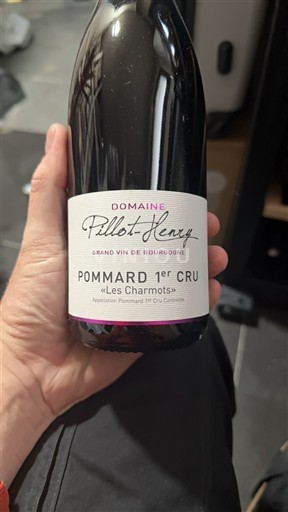 DOMAINE
Pillot-Henry
GRAND VIN DE BOURGOGNE
POMMARD 1er CRU
«Les Charmots»
Appellation Pommard 1er Cru Contrôlée